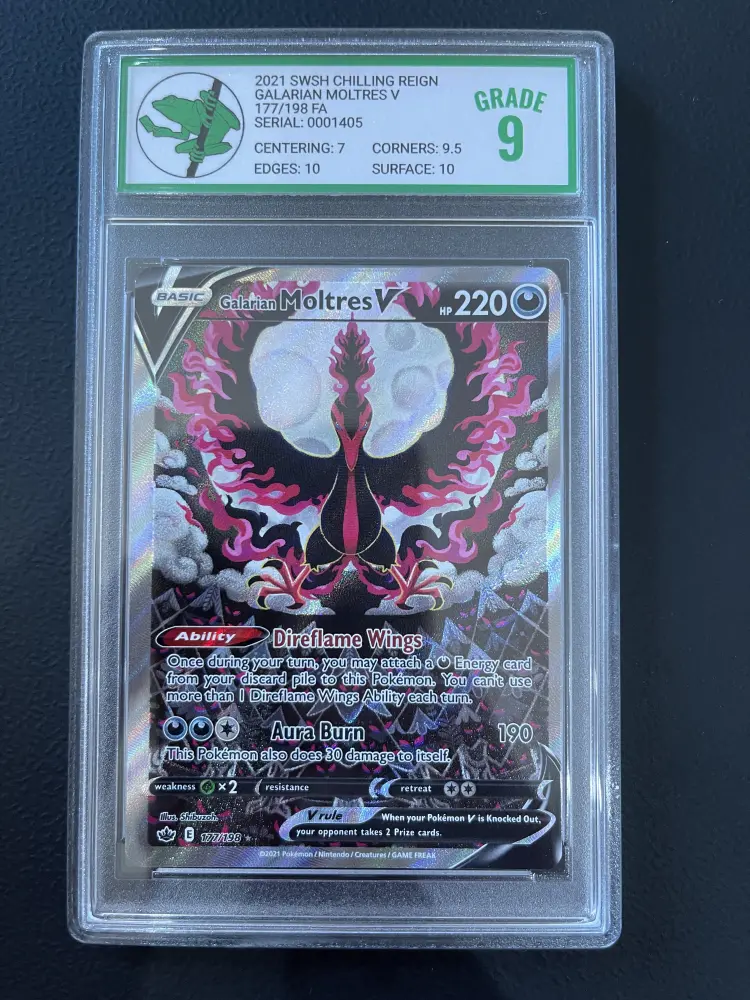 2021 SWSH CHILLING REIGN
GALARIAN MOLTRES V
177/198 FA
SERIAL: 0001405
CENTERING: 7 CORNERS: 9.5
EDGES: 10 SURFACE: 10
GRADE
9
BASIC Galarian Moltres V HP 220
Ability Direflame Wings
Once during your turn, you may attach a Energy card
from your discard pile to this Pokémon. You can't use
more than 1 Direflame Wings Ability each turn.
Aura Burn 190
This Pokémon also does 30 damage to itself.
weakness ×2 resistance retreat
Illus. Shibuzoh.
V rule When your Pokémon V is Knocked Out,
your opponent takes 2 Prize cards.
E 177/198
©2021 Pokémon / Nintendo / Creatures / GAME FREAK